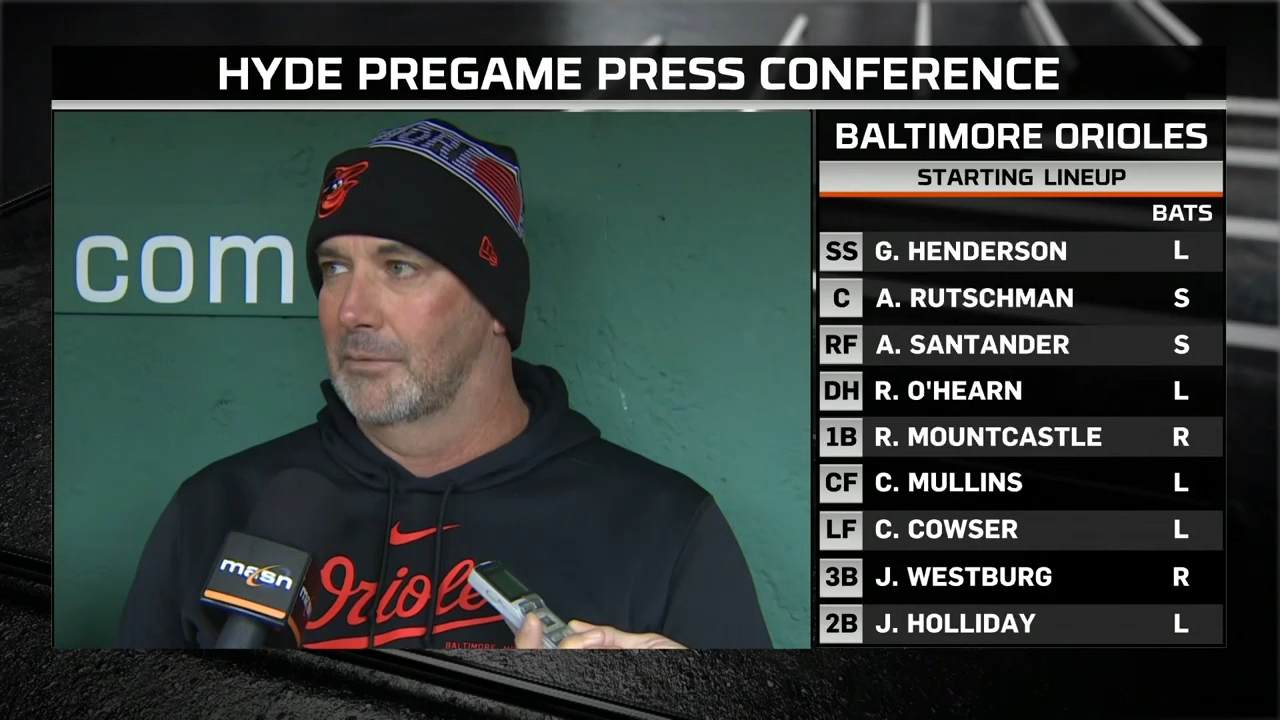 HYDE PREGAME PRESS CONFERENCE
com
masn
Oriole
BALTIMORE ORIOLES
STARTING LINEUP
BATS
SS G. HENDERSON L
C A. RUTSCHMAN S
RF A. SANTANDER S
DH R. O'HEARN L
1B R. MOUNTCASTLE R
CF C. MULLINS L
LF C. COWSER L
3B J. WESTBURG R
2B J. HOLLIDAY L